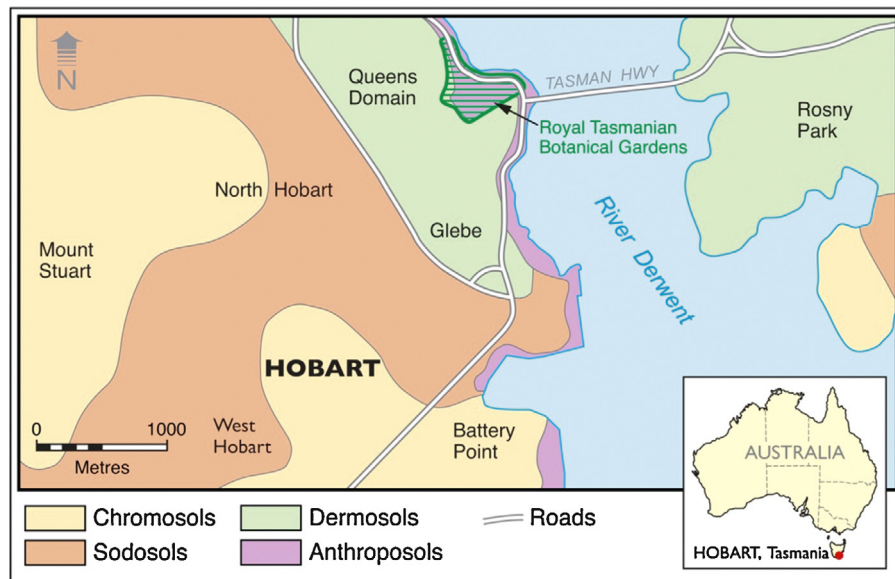 N
Queens
Domain
TASMAN HWY
Royal Tasmanian
Botanical Gardens
Rosny
Park
North Hobart
Glebe
Mount
Stuart
River Derwent
HOBART
0 1000
Metres
West
Hobart
Battery
Point
AUSTRALIA
HOBART, Tasmania
Chromosols
Dermosols
Roads
Sodosols
Anthroposols